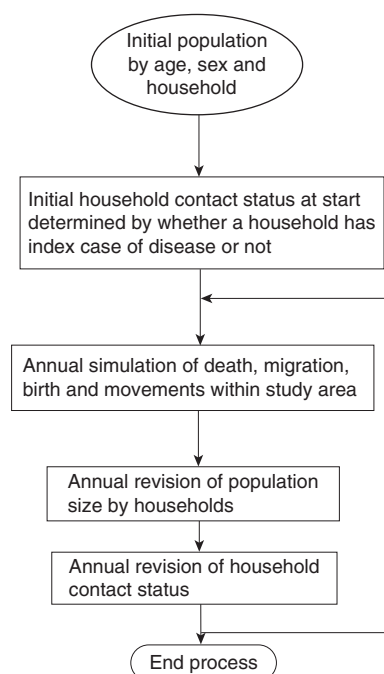 Initial population
by age, sex and
household
Initial household contact status at start
determined by whether a household has
index case of disease or not
Annual simulation of death, migration,
birth and movements within study area
Annual revision of population
size by households
Annual revision of household
contact status
End process